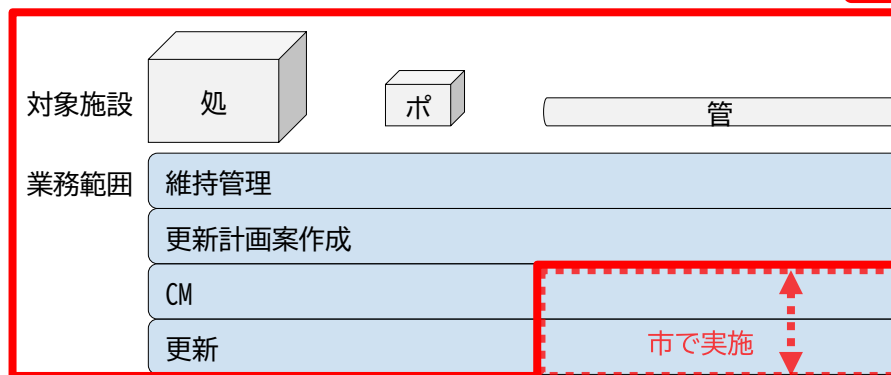 対象施設
処
ポ
管
業務範囲
維持管理
更新計画案作成
CM
更新
市で実施